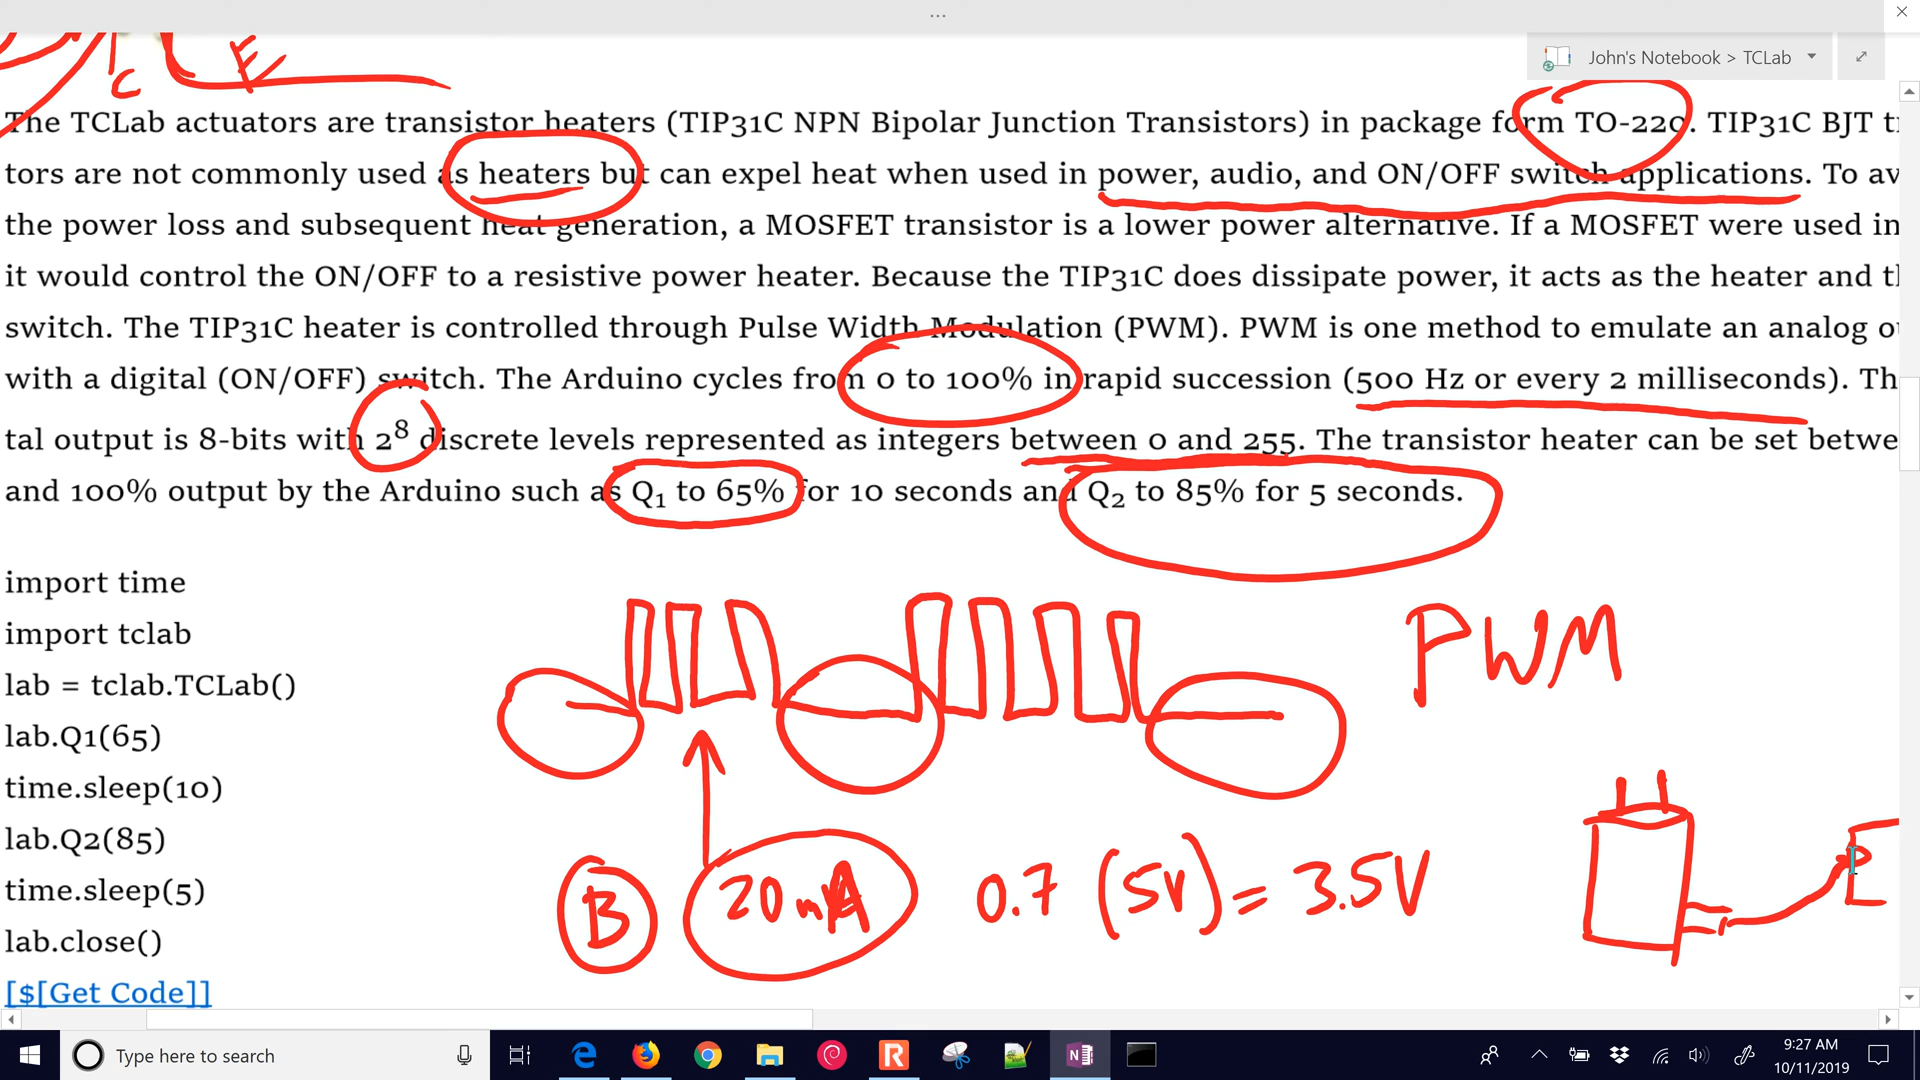 John's Notebook > TCLab
C E
The TCLab actuators are transistor heaters (TIP31C NPN Bipolar Junction Transistors) in package form TO-220. TIP31C BJT
tors are not commonly used as heaters but can expel heat when used in power, audio, and ON/OFF switch applications. To
the power loss and subsequent heat generation, a MOSFET transistor is a lower power alternative. If a MOSFET were used in
it would control the ON/OFF to a resistive power heater. Because the TIP31C does dissipate power, it acts as the heater and
switch. The TIP31C heater is controlled through Pulse Width Modulation (PWM). PWM is one method to emulate an analog
with a digital (ON/OFF) switch. The Arduino cycles from 0 to 100% in rapid succession (500 Hz or every 2 milliseconds).
tal output is 8-bits with 2⁸ discrete levels represented as integers between 0 and 255. The transistor heater can be set
and 100% output by the Arduino such as Q₁ to 65% for 10 seconds and Q₂ to 85% for 5 seconds.
import time
import tclab
lab = tclab.TCLab()
lab.Q1(65)
time.sleep(10)
lab.Q2(85)
time.sleep(5)
lab.close()
[$[Get Code]]
PWM
B 20mA 0.7 (5V) = 3.5V
Type here to search
9:27 AM
10/11/2019